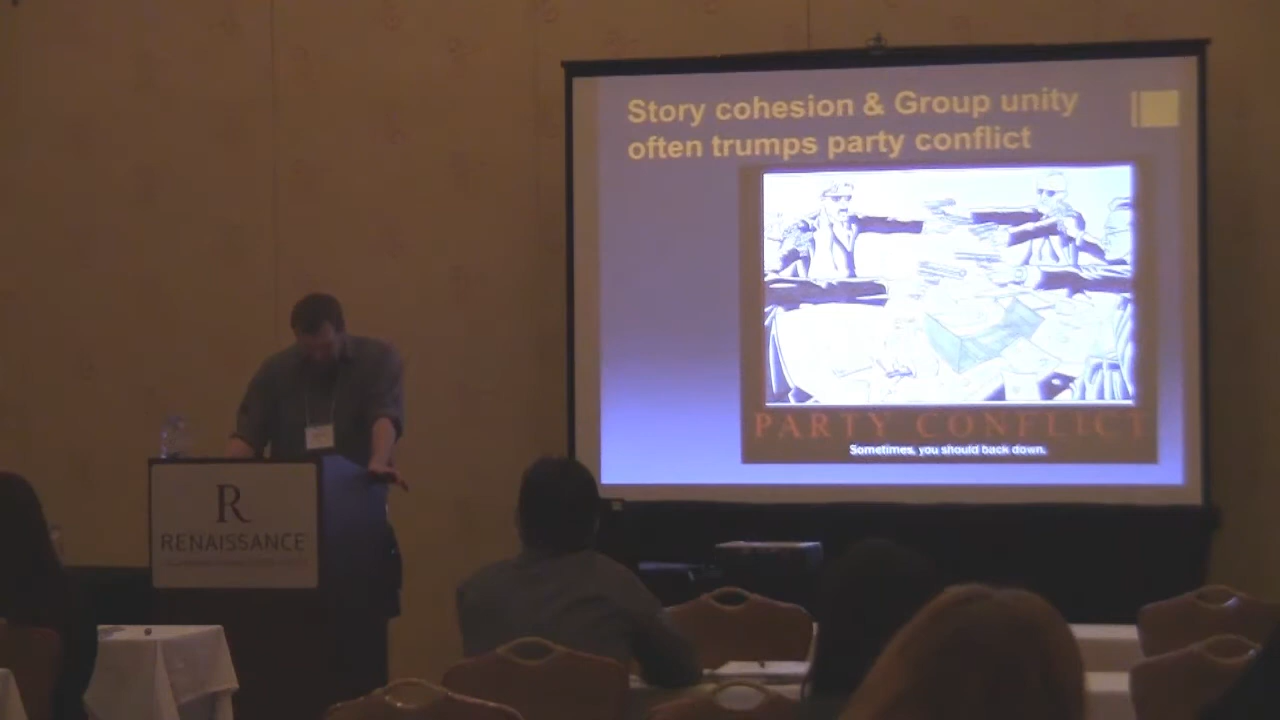 Story cohesion & Group unity
often trumps party conflict
PARTY CONFLICT
Sometimes, you should back down.
R
RENAISSANCE